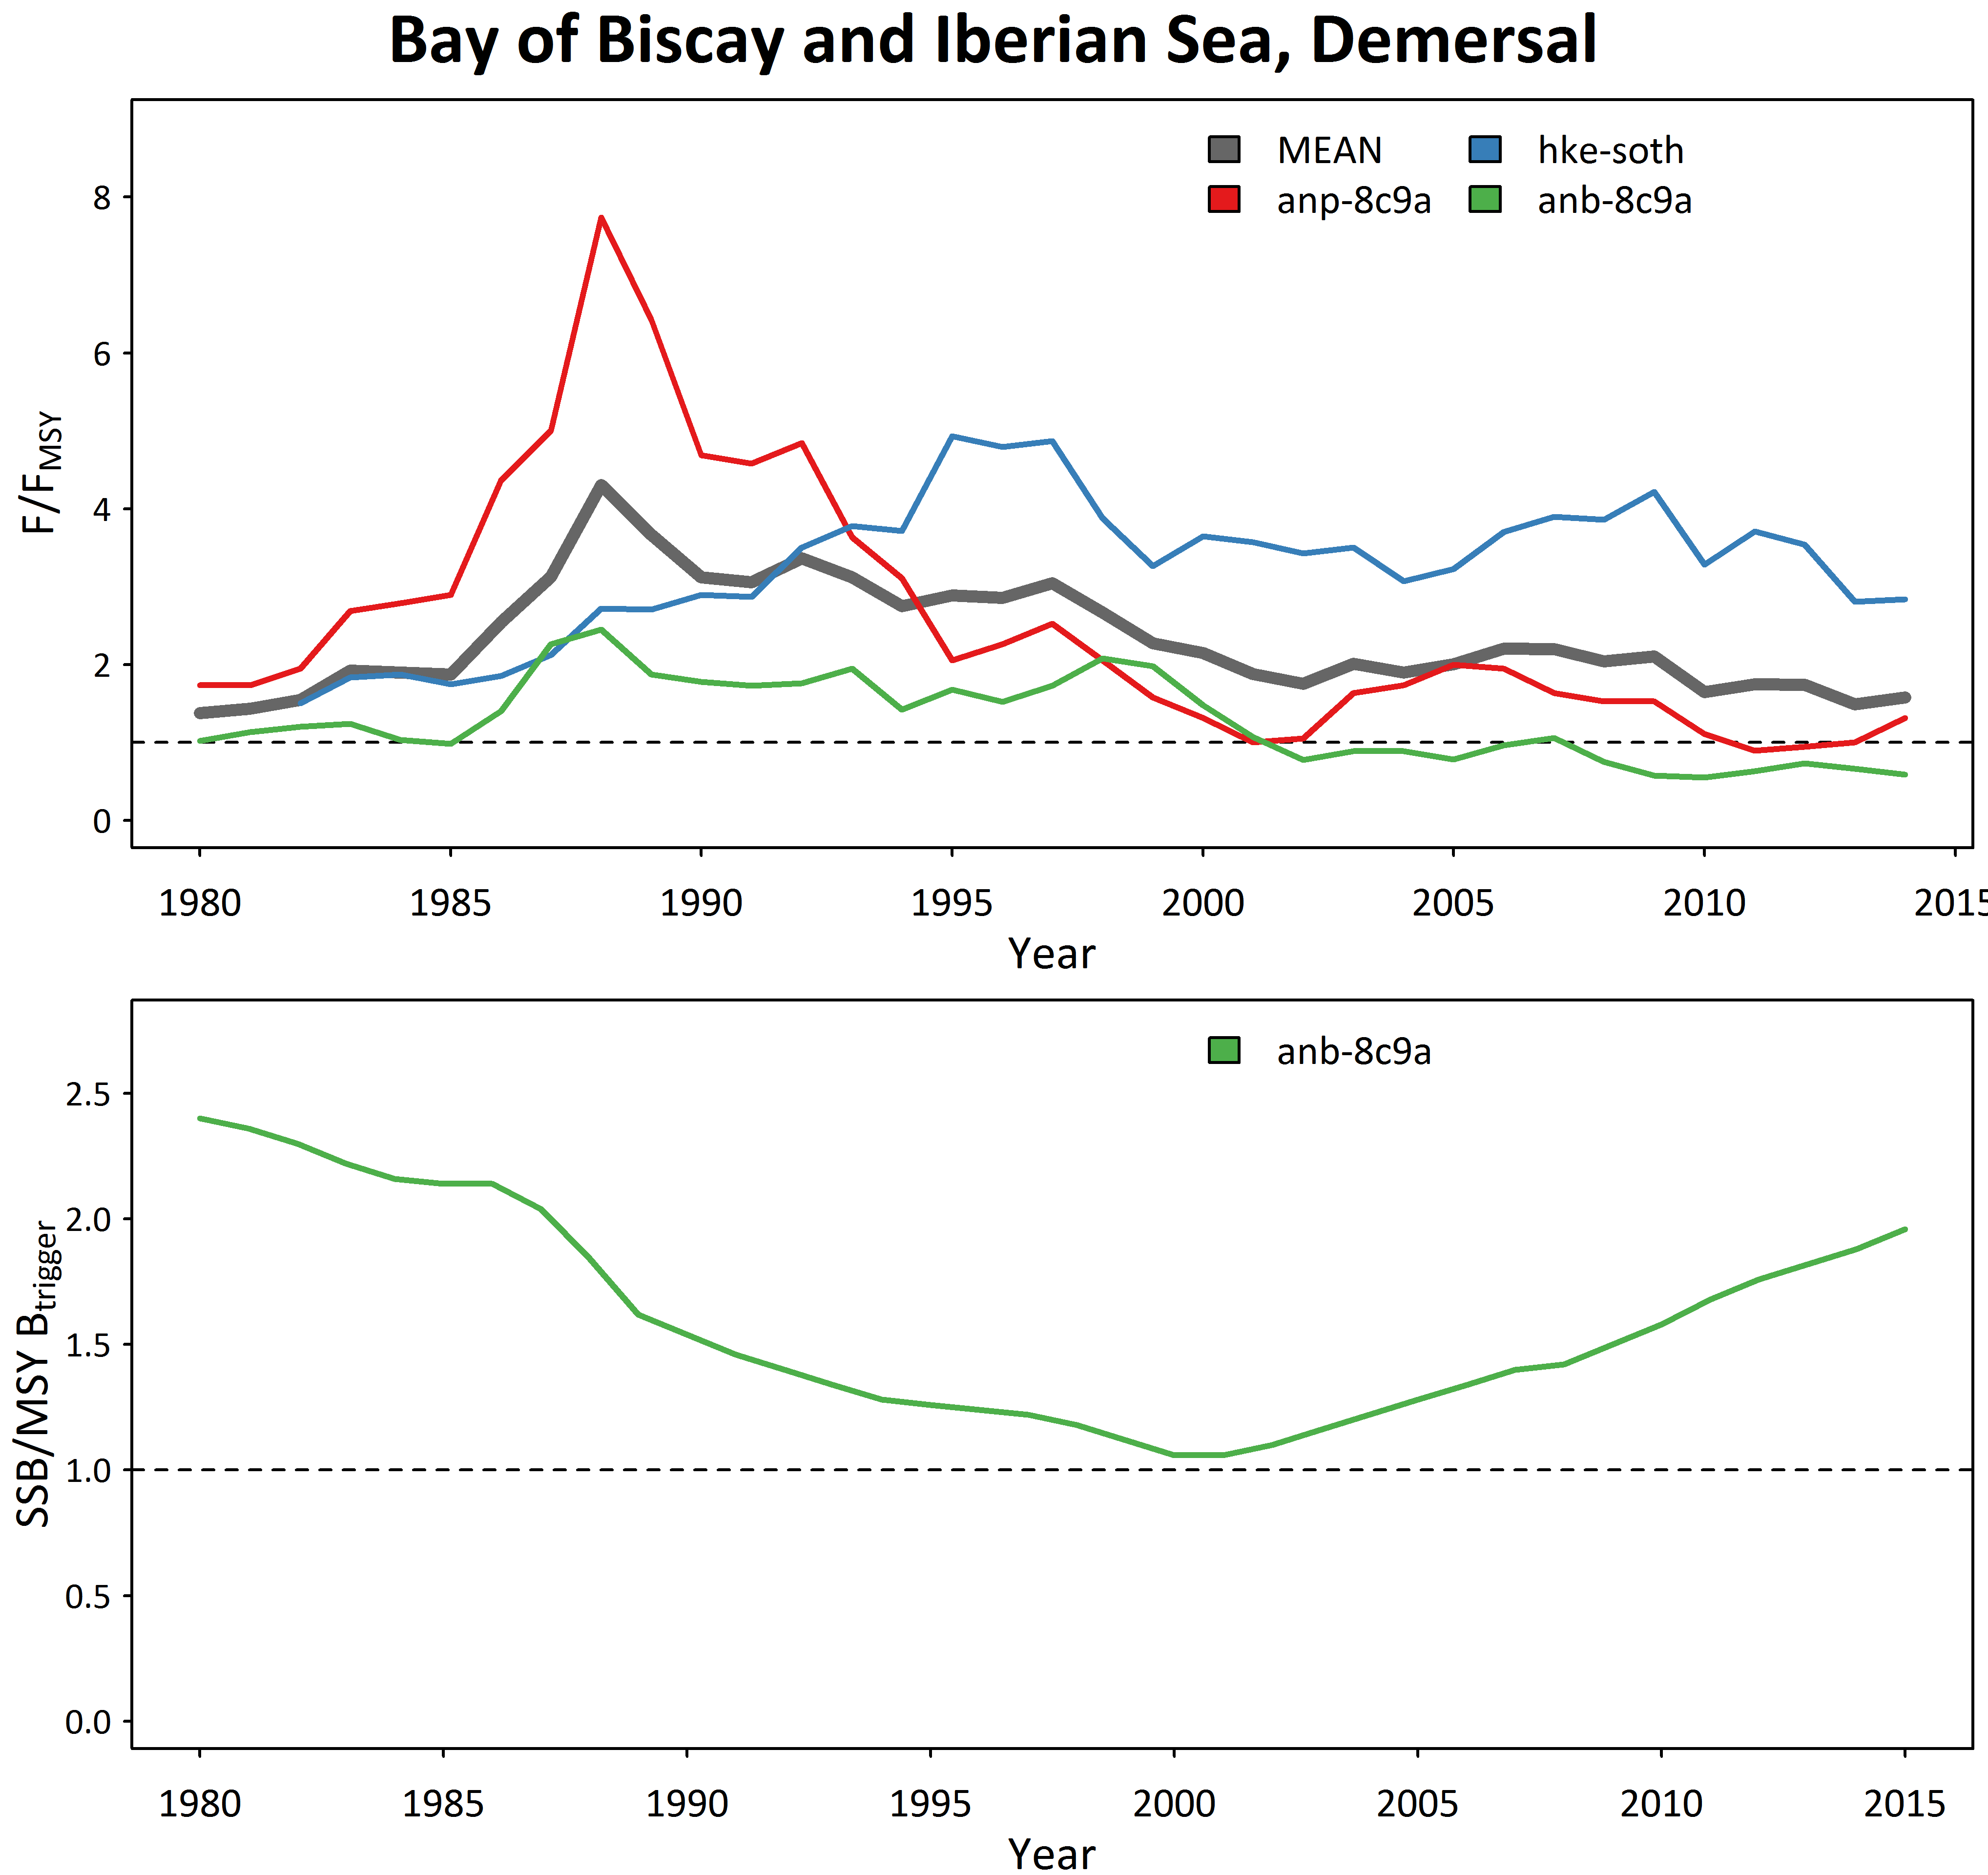 Bay of Biscay and Iberian Sea, Demersal
MEAN
hke-soth
anp-8c9a
anb-8c9a
F/FMSY
8
6
4
2
0
1980
1985
1990
1995
2000
2005
2010
2015
Year
anb-8c9a
SSB/MSY Btrigger
2.5
2.0
1.5
1.0
0.5
0.0
1980
1985
1990
1995
2000
2005
2010
2015
Year